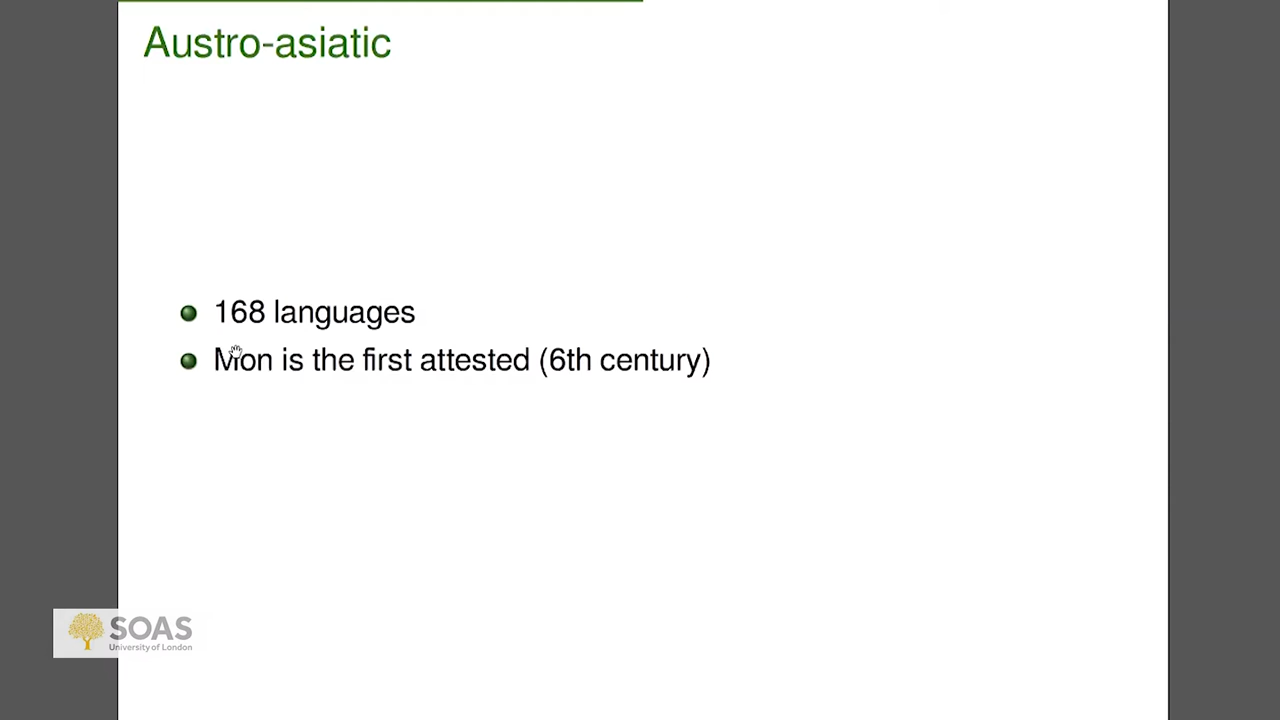 Austro-asiatic
168 languages
Mon is the first attested (6th century)
SOAS
University of London